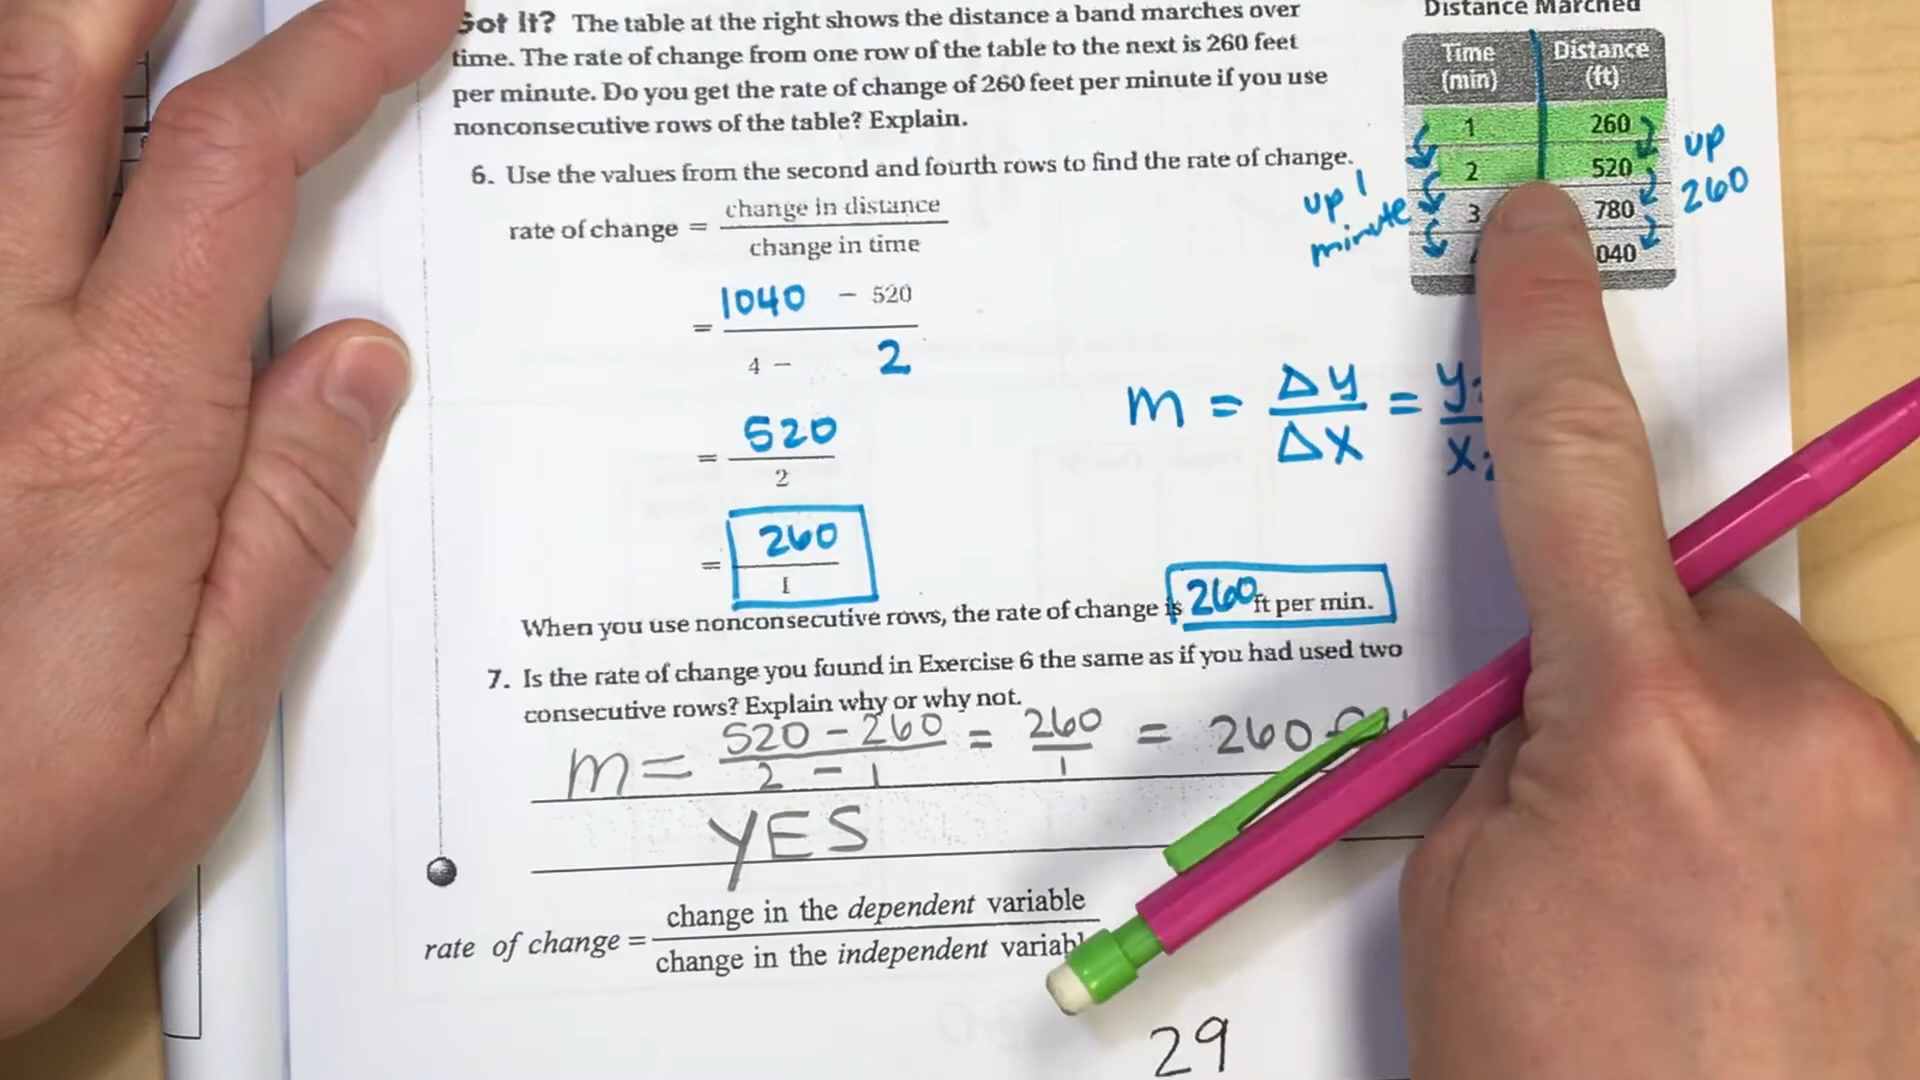 Got It? The table at the right shows the distance a band marches over
time. The rate of change from one row of the table to the next is 260 feet
per minute. Do you get the rate of change of 260 feet per minute if you use
nonconsecutive rows of the table? Explain.
Distance Marched
Time (min) Distance (ft)
1 260
2 520
3 780
040
up 1
minute
up
260
6. Use the values from the second and fourth rows to find the rate of change.
rate of change = change in distance
change in time
= 1040 - 520
4 - 2
= 520
2
= 260
1
m = Δy = y
Δx x2
When you use nonconsecutive rows, the rate of change is 260 ft per min.
7. Is the rate of change you found in Exercise 6 the same as if you had used two
consecutive rows? Explain why or why not.
m = 520 - 260 = 260 = 260
2 - 1 1
YES
rate of change = change in the dependent variable
change in the independent
29